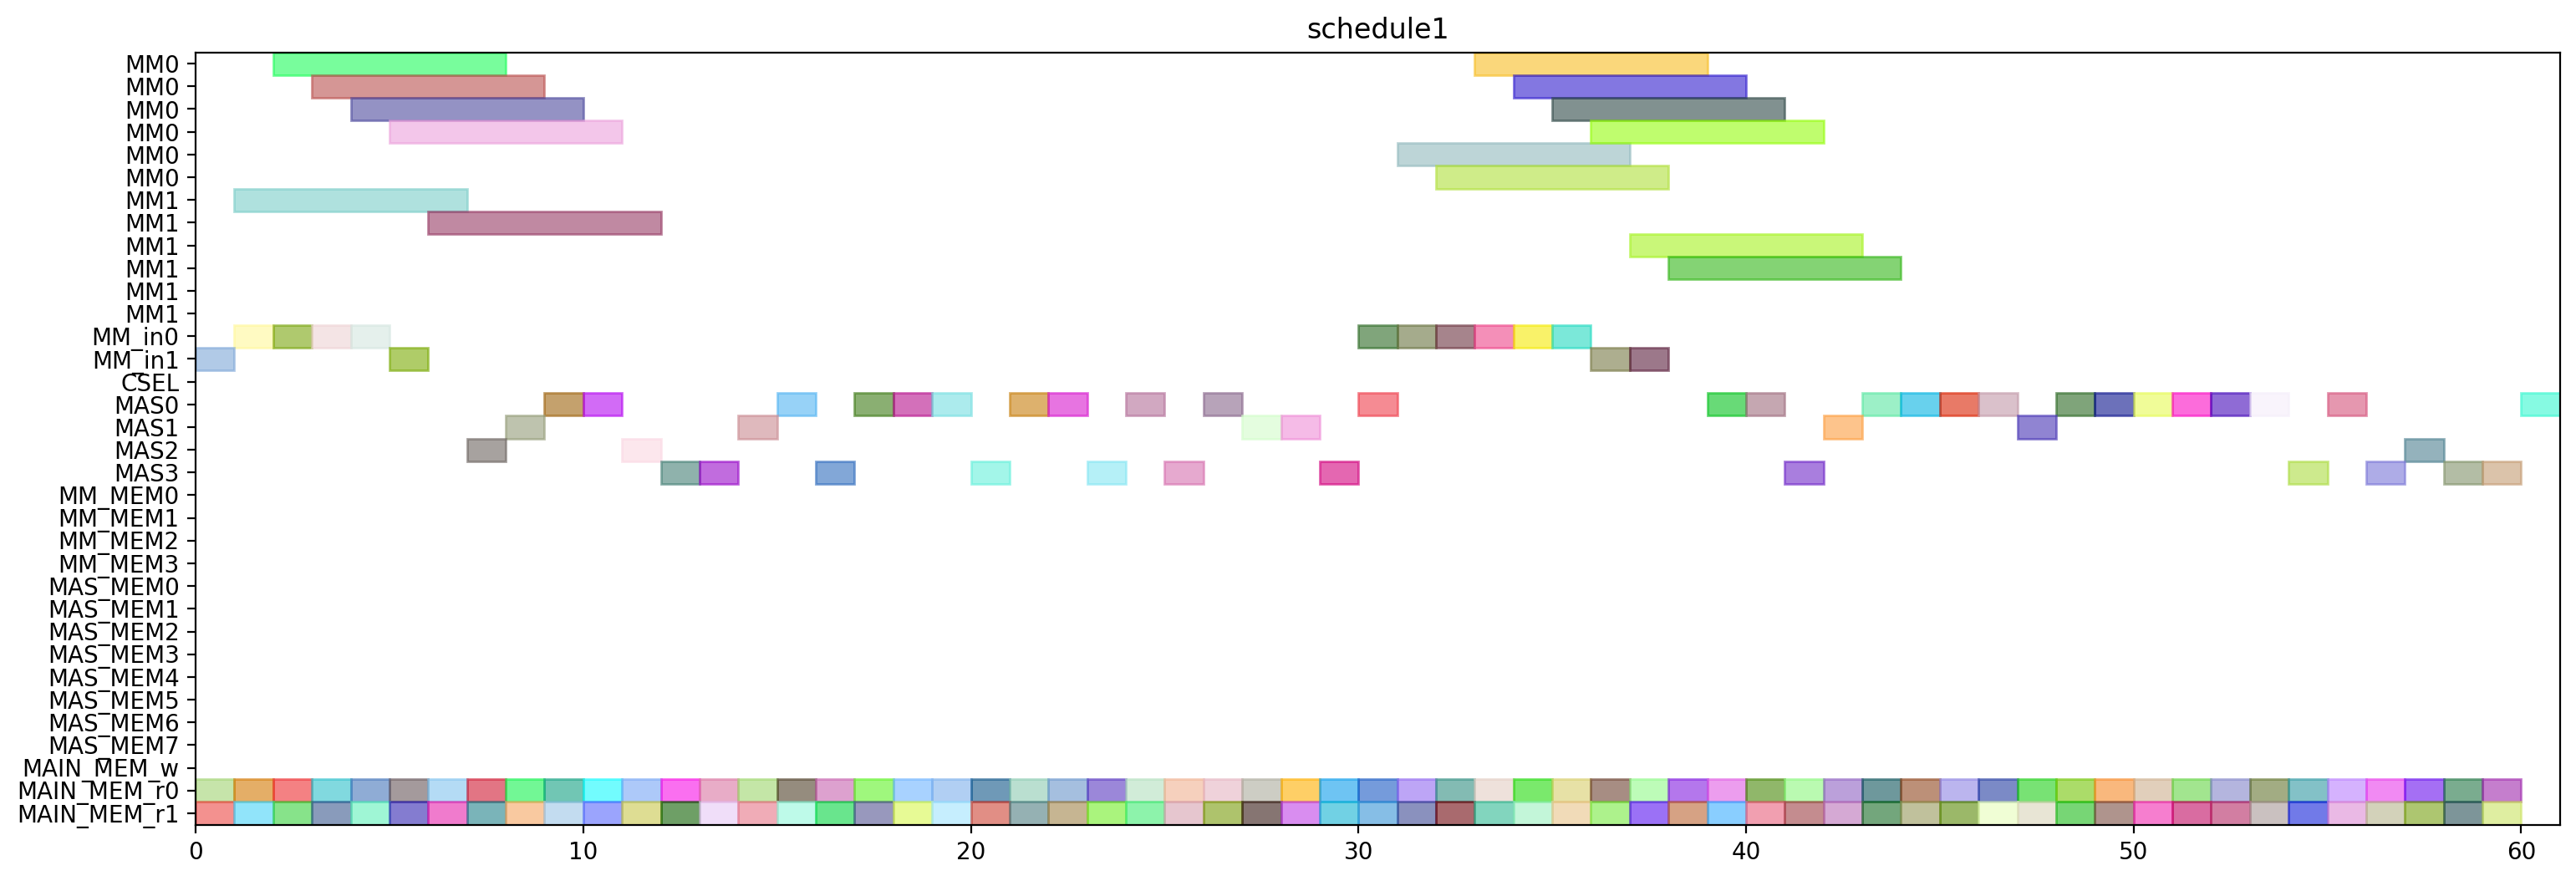 schedule1
MM0
MM0
MM0
MM0
MM0
MM0
MM1
MM1
MM1
MM1
MM1
MM1
MM_in0
MM_in1
CSEL
MAS0
MAS1
MAS2
MAS3
MM_MEM0
MM_MEM1
MM_MEM2
MM_MEM3
MAS_MEM0
MAS_MEM1
MAS_MEM2
MAS_MEM3
MAS_MEM4
MAS_MEM5
MAS_MEM6
MAS_MEM7
MAIN_MEM_w
MAIN_MEM_r0
MAIN_MEM_r1
0 10 20 30 40 50 60